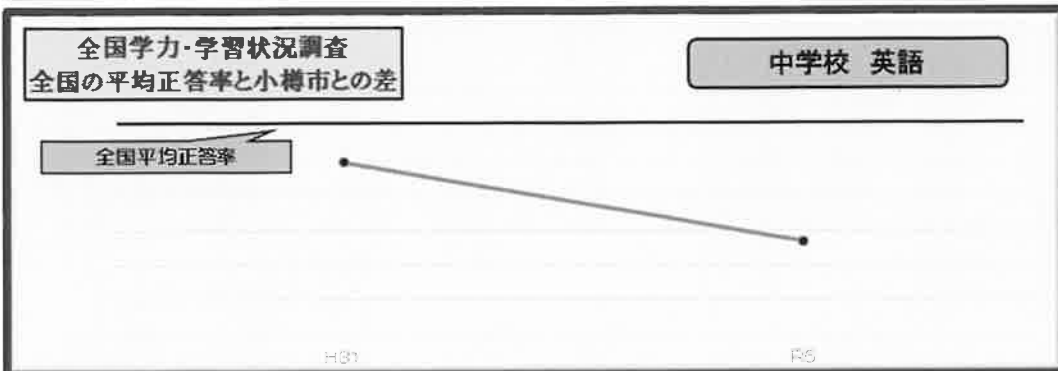 全国学力・学習状況調査
全国の平均正答率と小樽市との差
中学校 英語
全国平均正答率
H31
R5